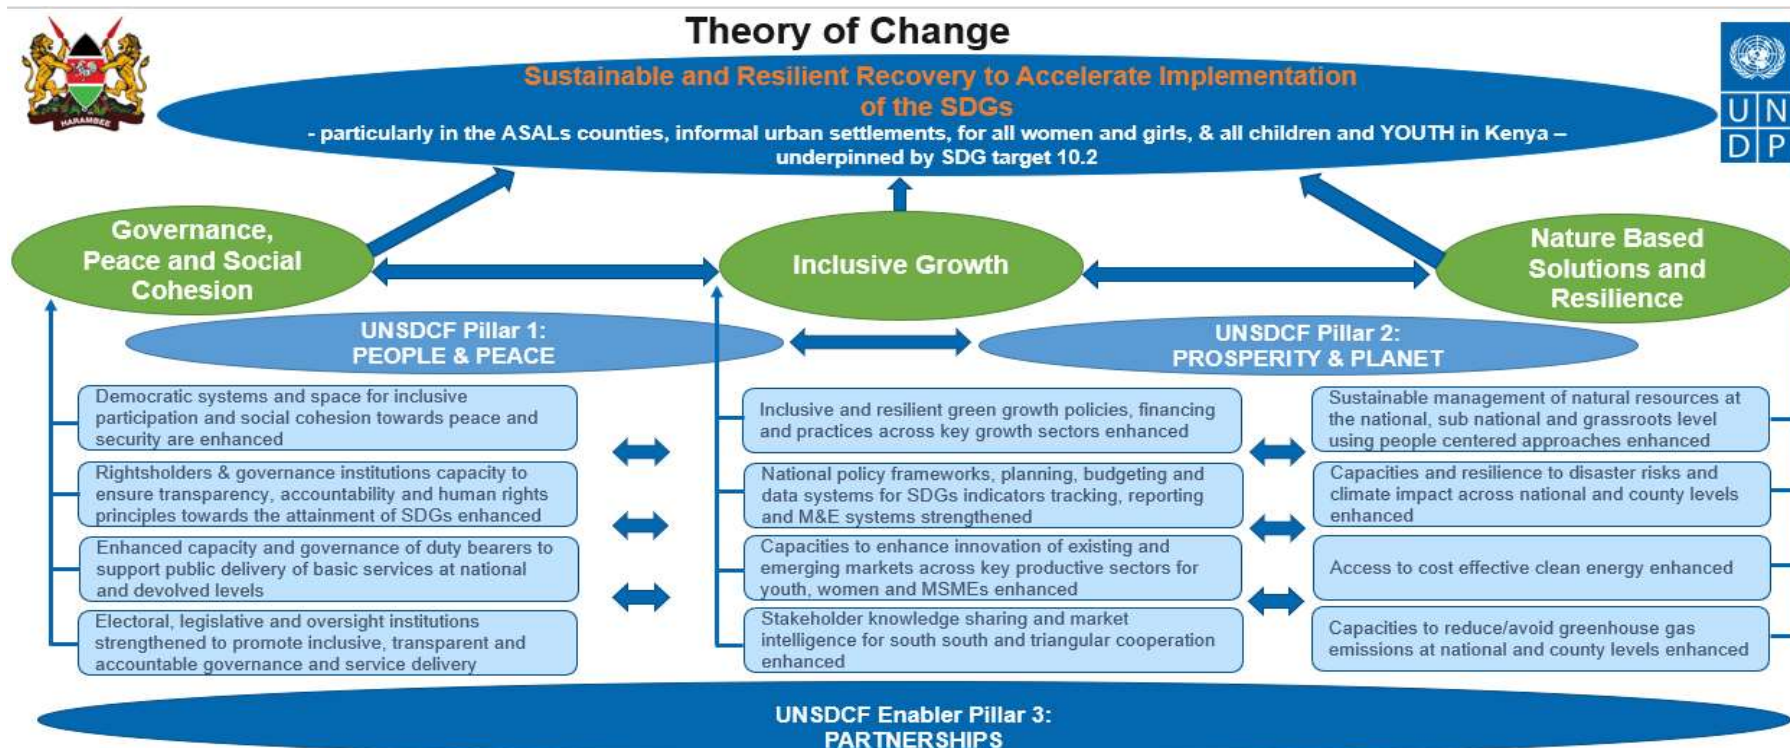 Theory of Change
HARAMBEE
Sustainable and Resilient Recovery to Accelerate Implementation
of the SDGs
- particularly in the ASALs counties, informal urban settlements, for all women and girls, & all children and YOUTH in Kenya –
underpinned by SDG target 10.2
U N
D P
Governance,
Peace and Social
Cohesion
Inclusive Growth
Nature Based
Solutions and
Resilience
UNSDCF Pillar 1:
PEOPLE & PEACE
UNSDCF Pillar 2:
PROSPERITY & PLANET
Democratic systems and space for inclusive
participation and social cohesion towards peace and
security are enhanced
Rightsholders & governance institutions capacity to
ensure transparency, accountability and human rights
principles towards the attainment of SDGs enhanced
Enhanced capacity and governance of duty bearers to
support public delivery of basic services at national
and devolved levels
Electoral, legislative and oversight institutions
strengthened to promote inclusive, transparent and
accountable governance and service delivery
Inclusive and resilient green growth policies, financing
and practices across key growth sectors enhanced
National policy frameworks, planning, budgeting and
data systems for SDGs indicators tracking, reporting
and M&E systems strengthened
Capacities to enhance innovation of existing and
emerging markets across key productive sectors for
youth, women and MSMEs enhanced
Stakeholder knowledge sharing and market
intelligence for south south and triangular cooperation
enhanced
Sustainable management of natural resources at
the national, sub national and grassroots level
using people centered approaches enhanced
Capacities and resilience to disaster risks and
climate impact across national and county levels
enhanced
Access to cost effective clean energy enhanced
Capacities to reduce/avoid greenhouse gas
emissions at national and county levels enhanced
UNSDCF Enabler Pillar 3:
PARTNERSHIPS